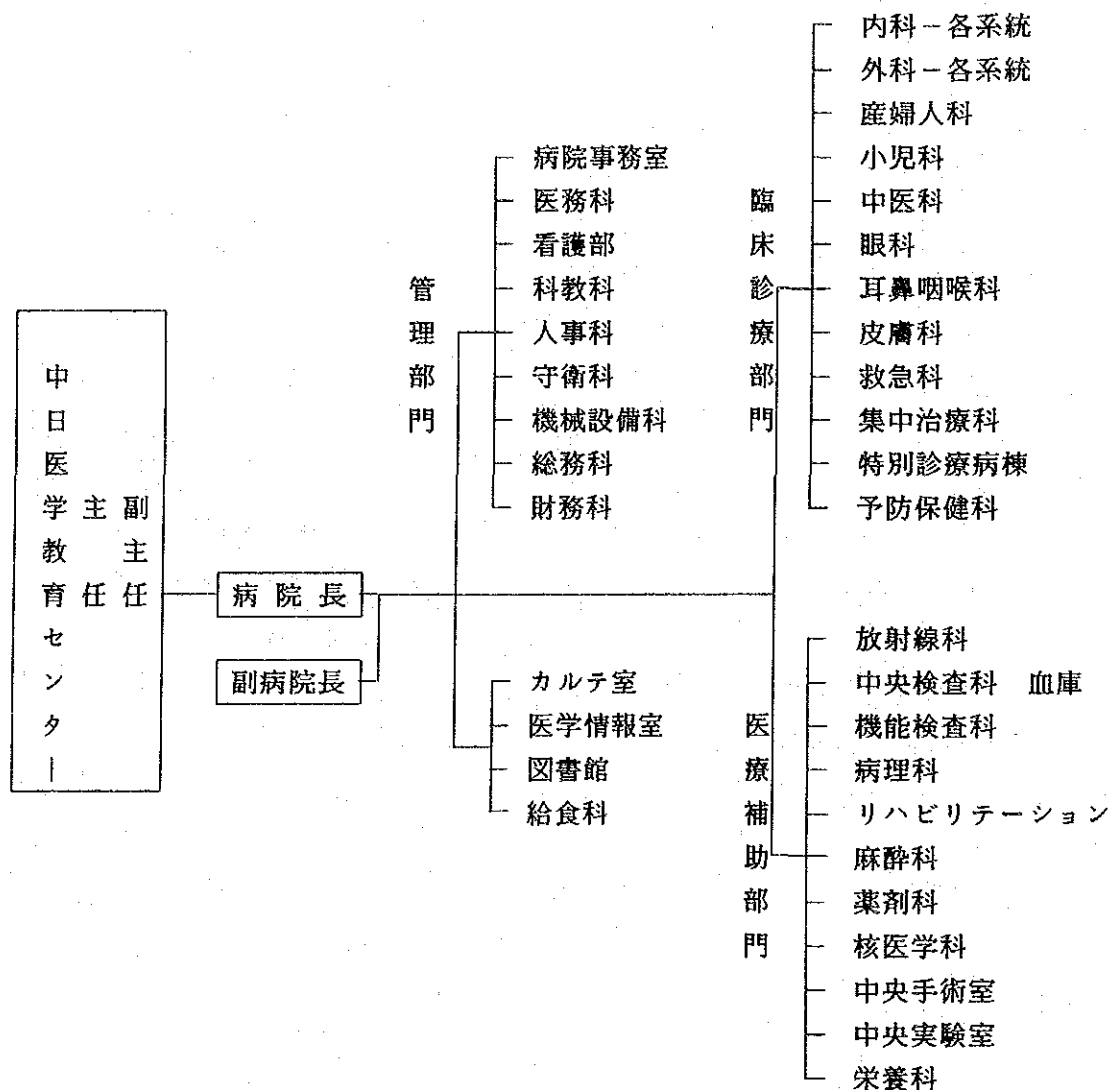 中日医学教育センター
主任
副主任
病院長
副病院長
管理部門
病院事務室
医務科
看護部
科教科
人事科
守衛科
機械設備科
総務科
財務科
カルテ室
医学情報室
図書館
給食科
臨床診療部門
内科－各系統
外科－各系統
産婦人科
小児科
中医科
眼科
耳鼻咽喉科
皮膚科
救急科
集中治療科
特別診療病棟
予防保健科
医療補助部門
放射線科
中央検査科　血庫
機能検査科
病理科
リハビリテーション
麻酔科
薬剤科
核医学科
中央手術室
中央実験室
栄養科